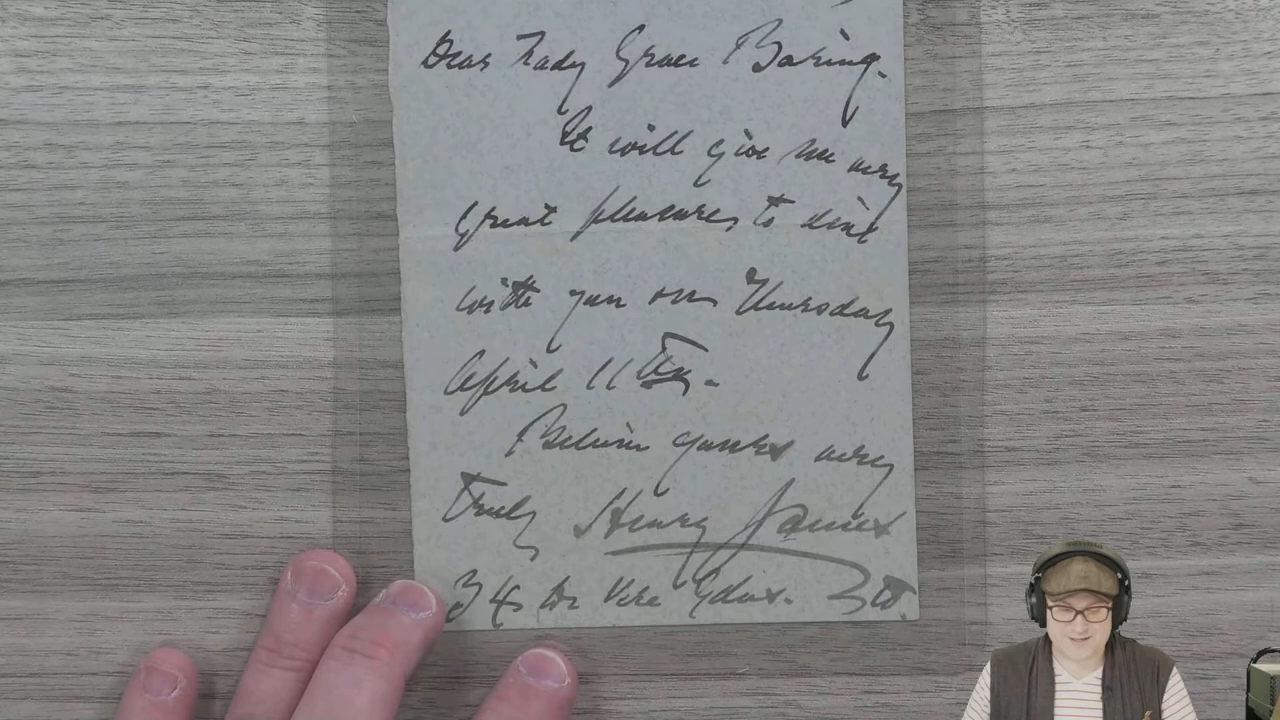 Dear Lady Grace Baring.
It will give me very
great pleasure to dine
with you on Thursday
April 11th.
Believe yours very
truly Henry James
34 De Vere Gdns.